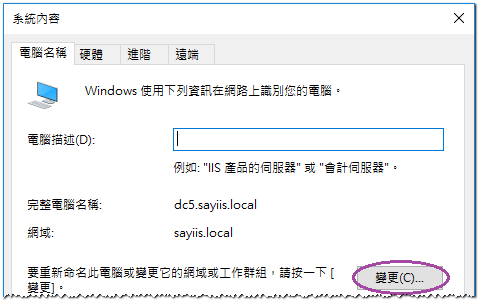 系統內容
電腦名稱 硬體 進階 遠端
Windows 使用下列資訊在網路上識別您的電腦。
電腦描述(D):
例如: "IIS 產品的伺服器" 或 "會計伺服器"。
完整電腦名稱: dc5.sayiis.local
網域: sayiis.local
要重新命名此電腦或變更它的網域或工作群組，請按一下 [
變更]。 變更(C)...